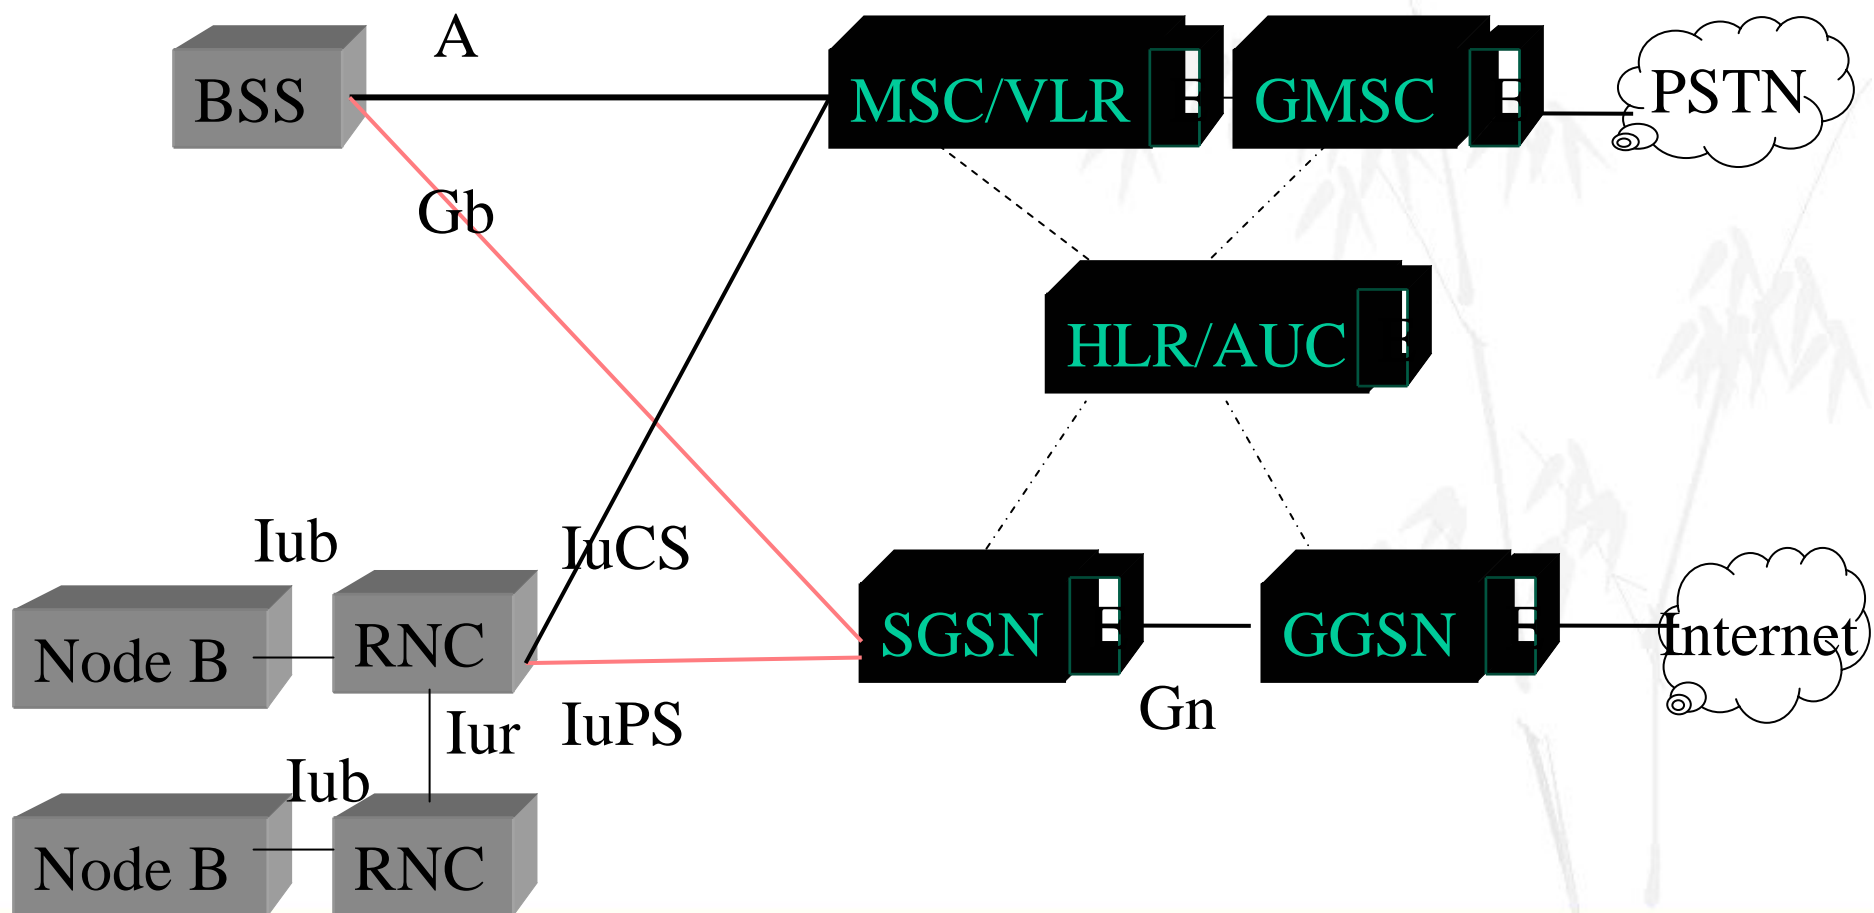 A
BSS
MSC/VLR
GMSC
PSTN
Gb
HLR/AUC
Iub
IuCS
Node B
RNC
SGSN
GGSN
Internet
Iur
IuPS
Gn
Iub
Node B
RNC